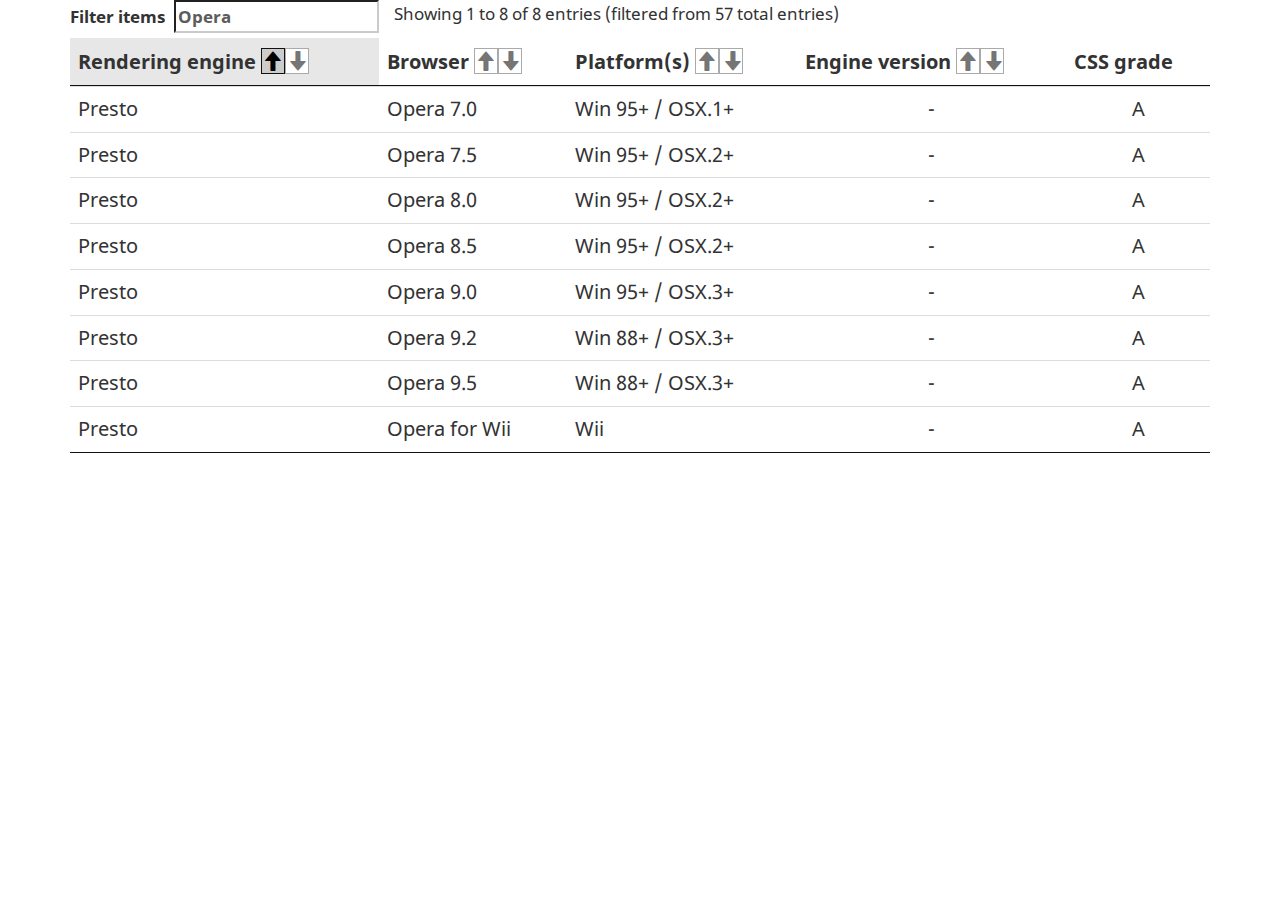 Filter items Opera Showing 1 to 8 of 8 entries (filtered from 57 total entries)
Rendering engine Browser Platform(s) Engine version CSS grade
Presto Opera 7.0 Win 95+ / OSX.1+ - A
Presto Opera 7.5 Win 95+ / OSX.2+ - A
Presto Opera 8.0 Win 95+ / OSX.2+ - A
Presto Opera 8.5 Win 95+ / OSX.2+ - A
Presto Opera 9.0 Win 95+ / OSX.3+ - A
Presto Opera 9.2 Win 88+ / OSX.3+ - A
Presto Opera 9.5 Win 88+ / OSX.3+ - A
Presto Opera for Wii Wii - A